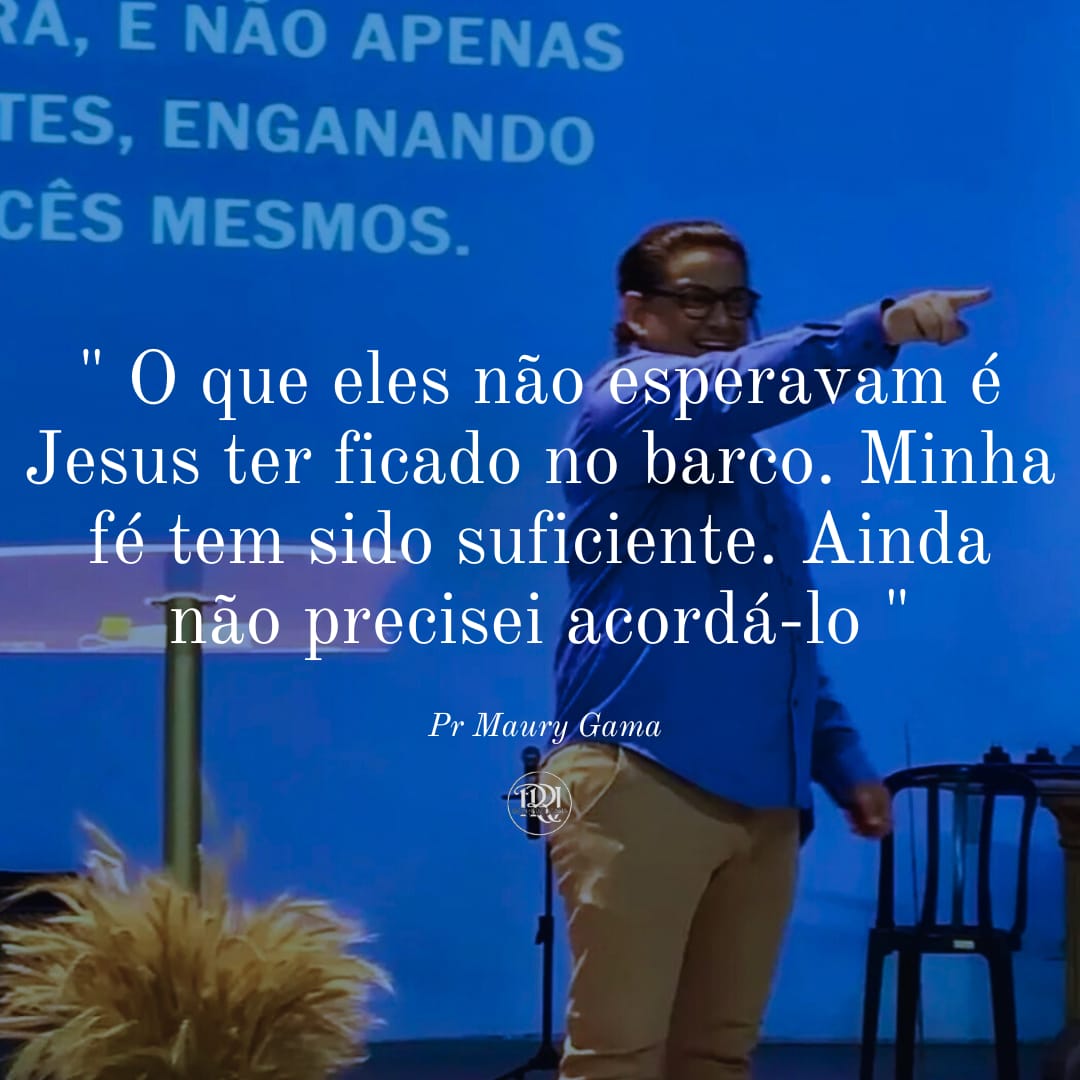 RA, E NÃO APENAS
TES, ENGANANDO
CÊS MESMOS.
" O que eles não esperavam é
Jesus ter ficado no barco. Minha
fé tem sido suficiente. Ainda
não precisei acordá-lo "
Pr Maury Gama